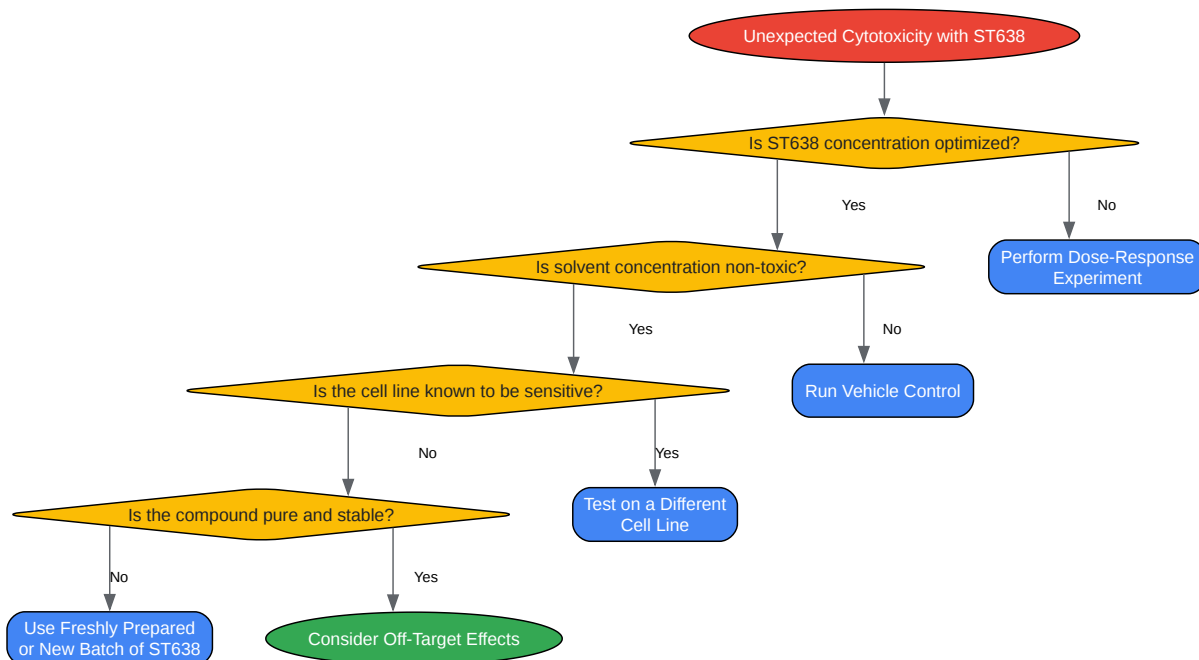 Unexpected Cytotoxicity with ST638
Is ST638 concentration optimized?
Yes
No
Is solvent concentration non-toxic?
Perform Dose-Response
Experiment
Yes
No
Is the cell line known to be sensitive?
Run Vehicle Control
No
Yes
Is the compound pure and stable?
Test on a Different
Cell Line
No
Yes
Use Freshly Prepared
or New Batch of ST638
Consider Off-Target Effects